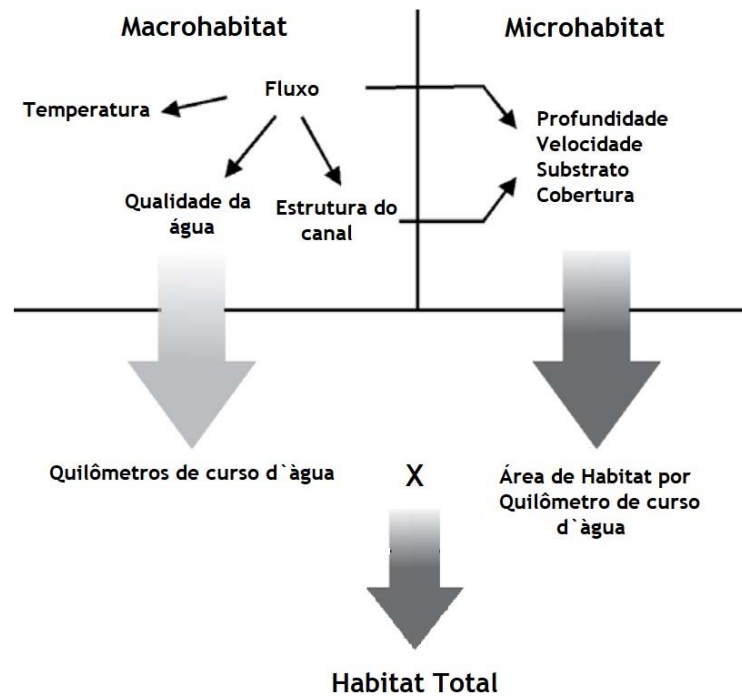 Macrohabitat
Microhabitat
Fluxo
Temperatura
Qualidade da
água
Estrutura do
canal
Profundidade
Velocidade
Substrato
Cobertura
Quilômetros de curso d`àgua
X
Área de Habitat por
Quilômetro de curso
d`àgua
Habitat Total